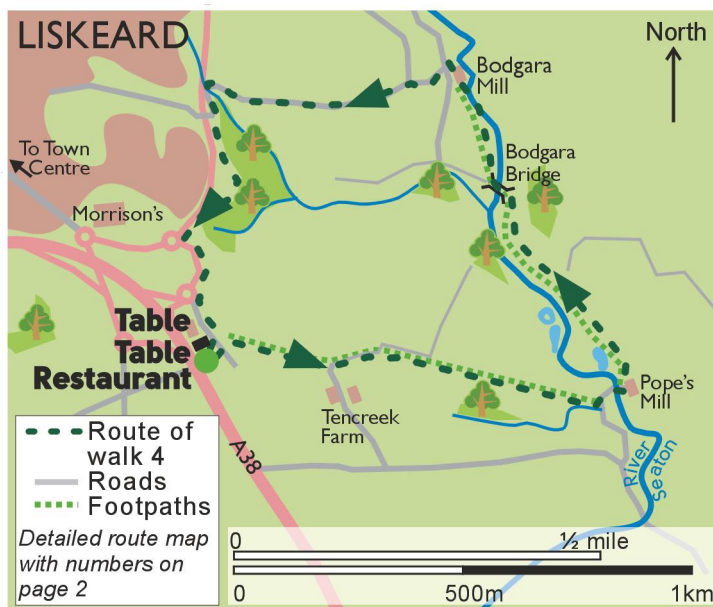 LISKEARD
North
Bodgara
Mill
To Town
Centre
Bodgara
Bridge
Morrison's
Table
Table
Restaurant
Pope's
Mill
Tencreek
Farm
A38
River
Seaton
Route of
walk 4
Roads
Footpaths
Detailed route map
with numbers on
page 2
0 ½ mile
0 500m 1km